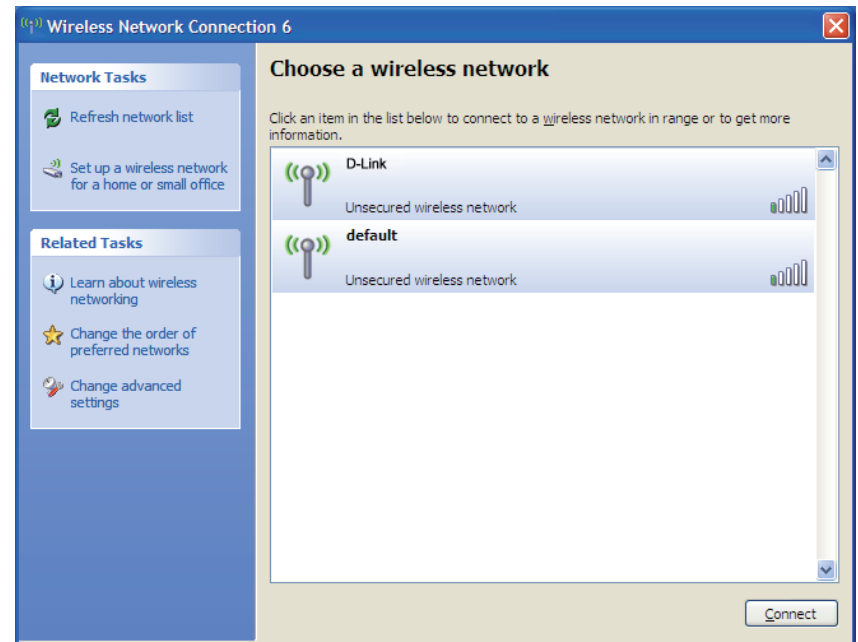 Wireless Network Connection 6
Network Tasks
Refresh network list
Set up a wireless network
for a home or small office
Related Tasks
Learn about wireless
networking
Change the order of
preferred networks
Change advanced
settings
Choose a wireless network
Click an item in the list below to connect to a wireless network in range or to get more
information.
D-Link
Unsecured wireless network
default
Unsecured wireless network
Connect